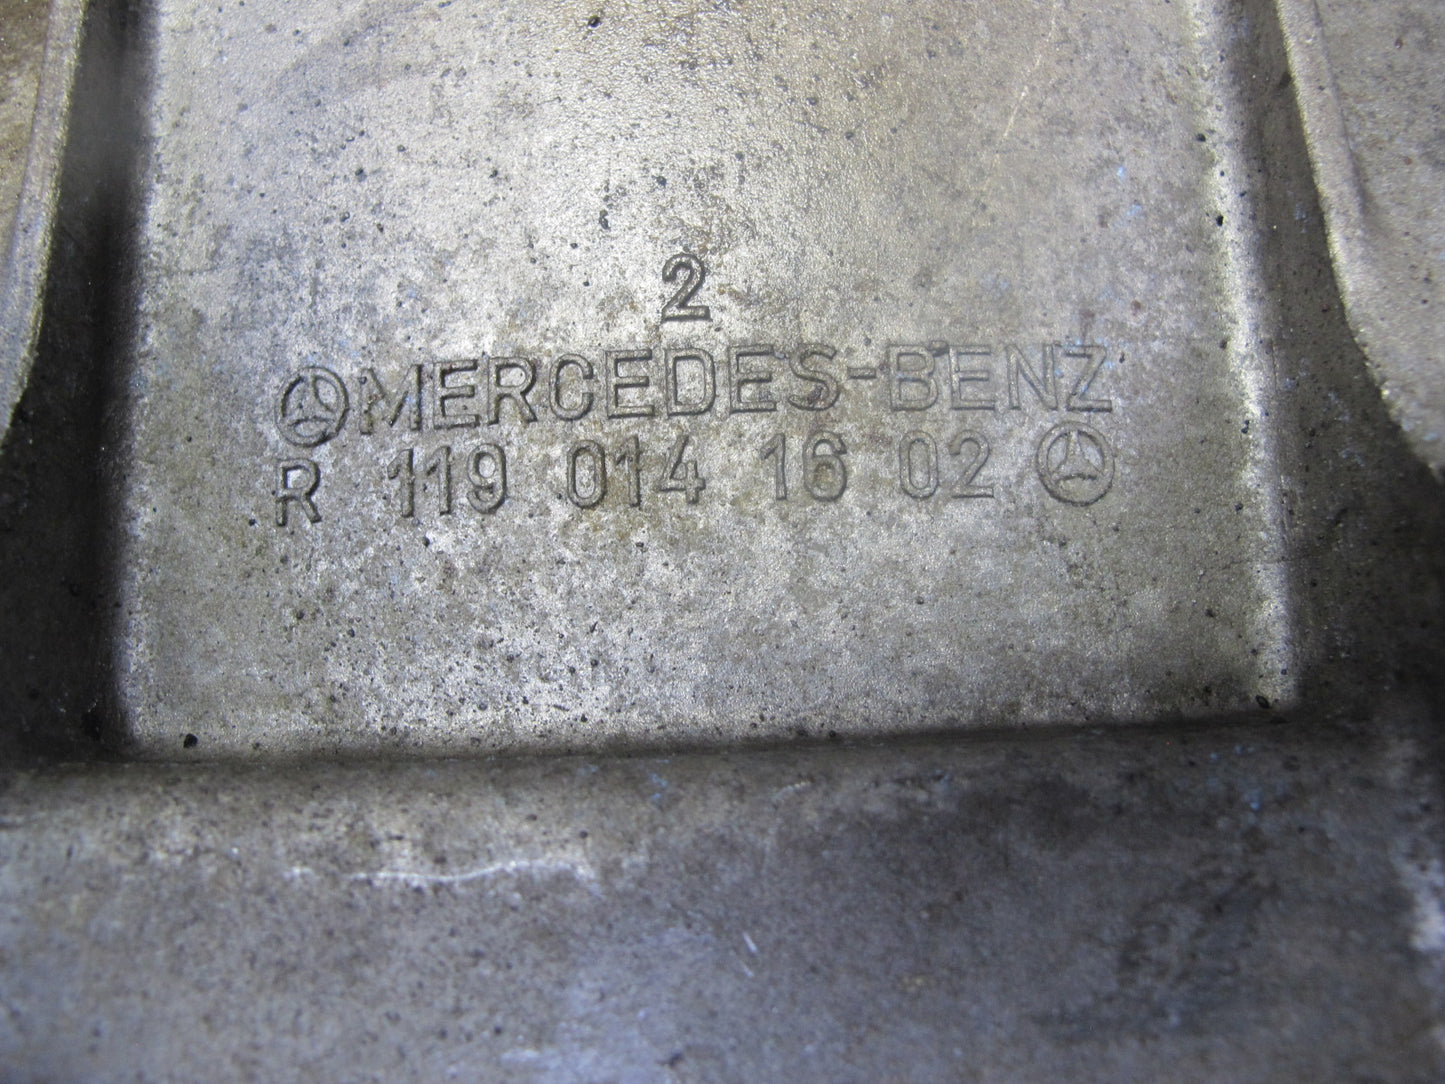 2
MERCEDES-BENZ
R 119 014 16 02